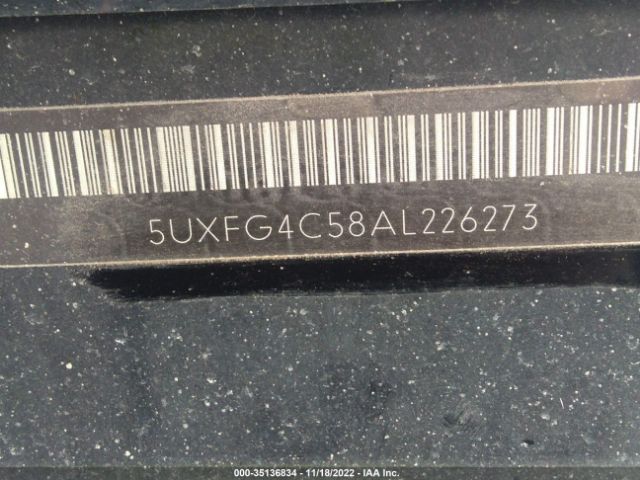 5UXFG4C58AL226273
000-35136834 - 11/18/2022 - IAA Inc.